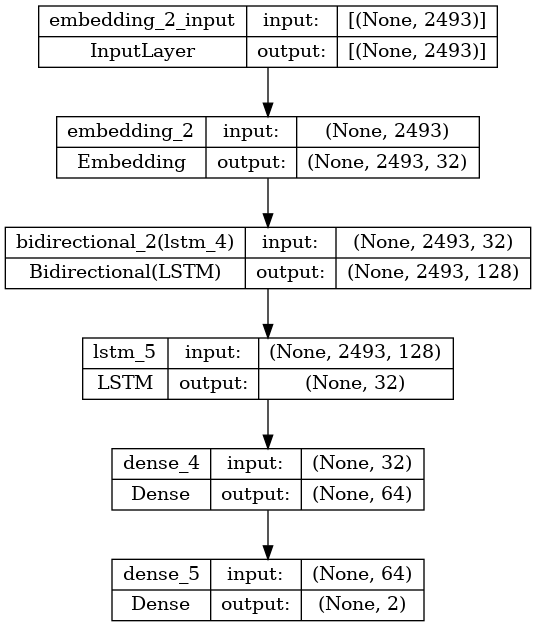 embedding_2_input input: [(None, 2493)]
InputLayer output: [(None, 2493)]
embedding_2 input: (None, 2493)
Embedding output: (None, 2493, 32)
bidirectional_2(lstm_4) input: (None, 2493, 32)
Bidirectional(LSTM) output: (None, 2493, 128)
lstm_5 input: (None, 2493, 128)
LSTM output: (None, 32)
dense_4 input: (None, 32)
Dense output: (None, 64)
dense_5 input: (None, 64)
Dense output: (None, 2)